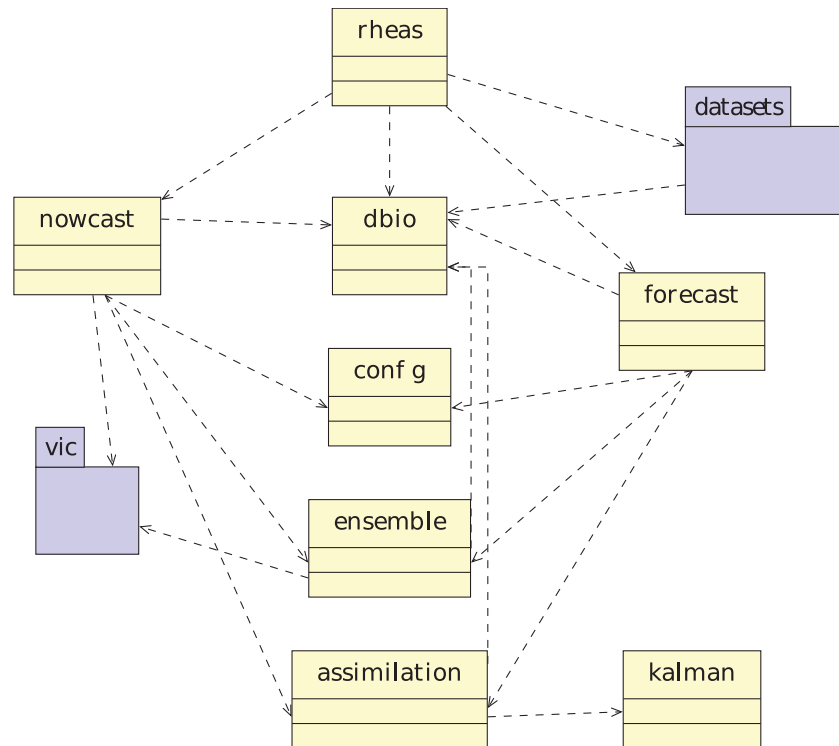 rheas
datasets
nowcast
dbio
forecast
conf g
vic
ensemble
assimilation
kalman